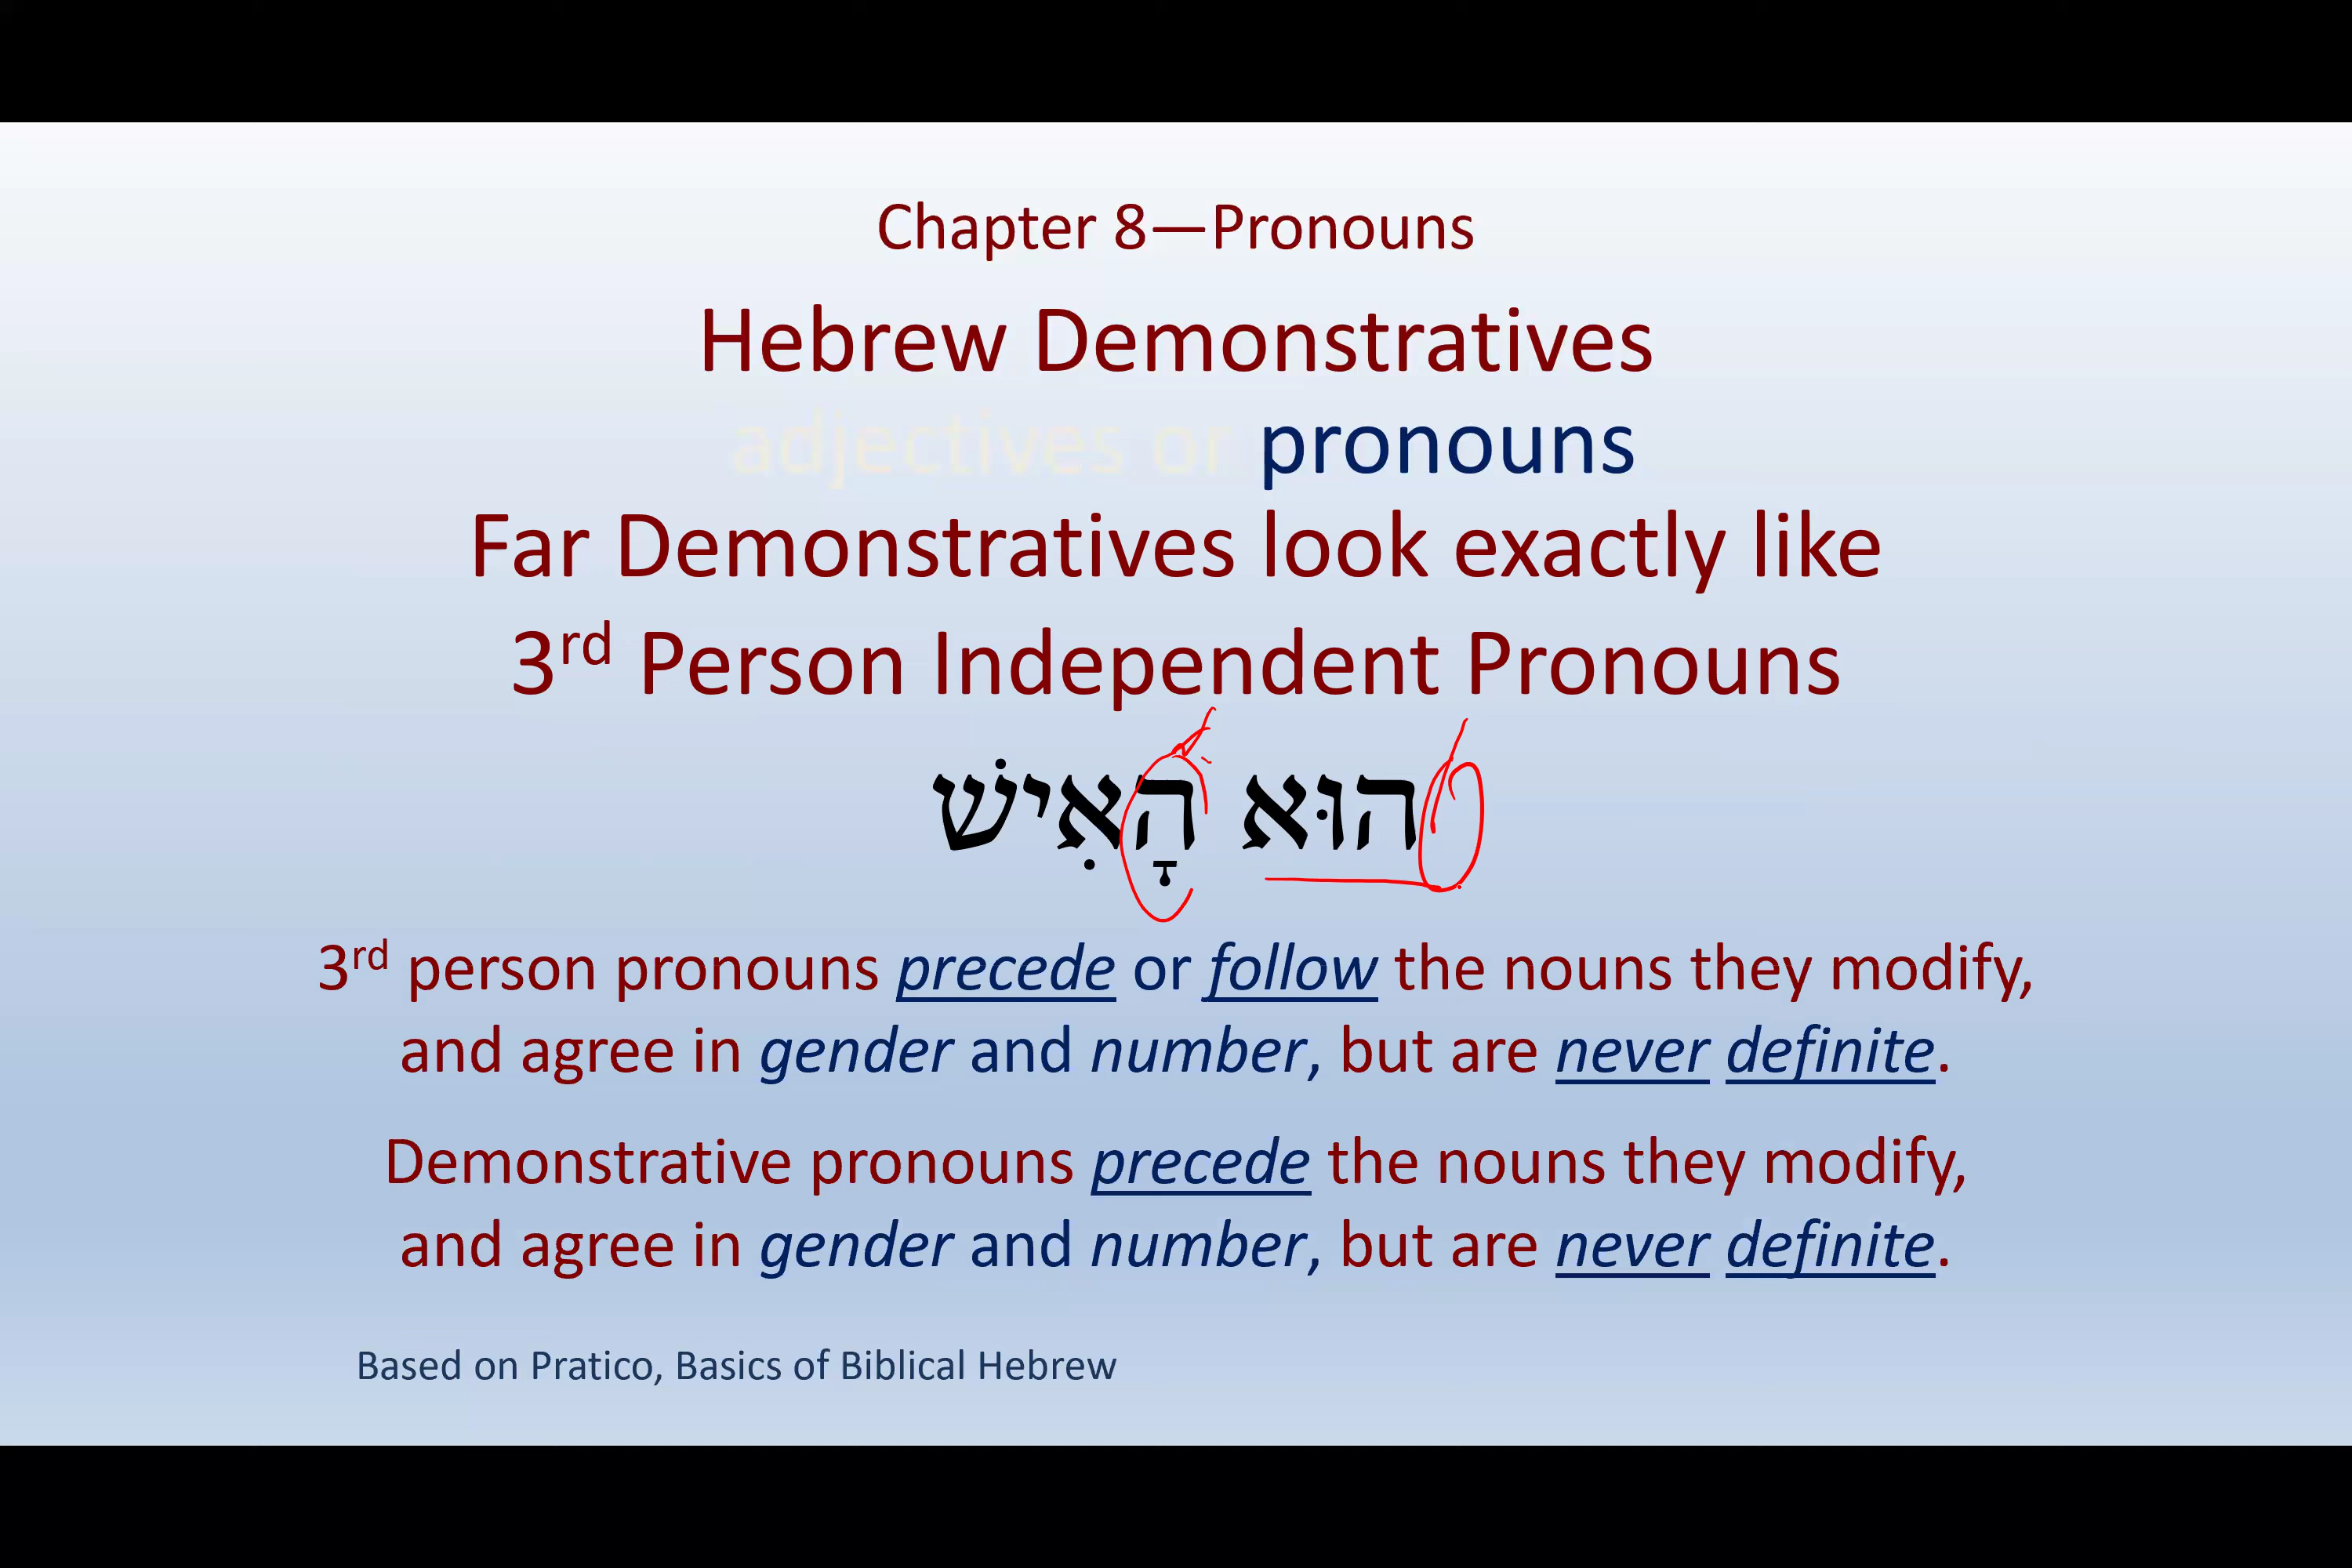 Chapter 8—Pronouns
Hebrew Demonstratives
adjectives or pronouns
Far Demonstratives look exactly like
3rd Person Independent Pronouns
הוּא הָאִישׁ
3rd person pronouns precede or follow the nouns they modify,
and agree in gender and number, but are never definite.
Demonstrative pronouns precede the nouns they modify,
and agree in gender and number, but are never definite.
Based on Pratico, Basics of Biblical Hebrew